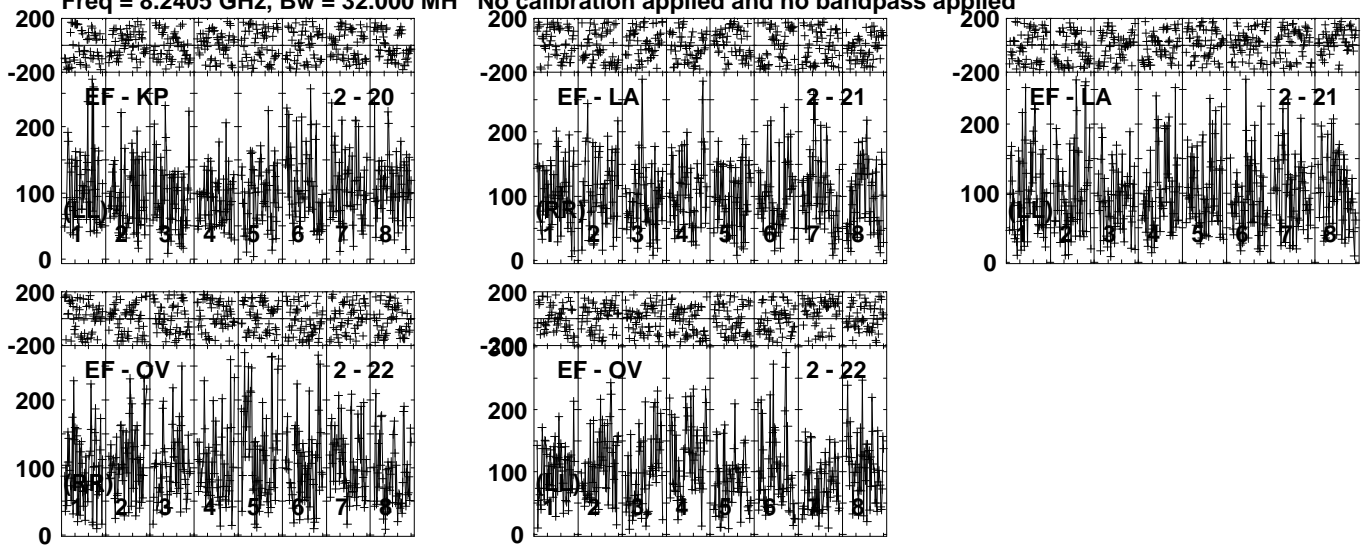 Freq = 8.2405 GHz, Bw = 32.000 MH No calibration applied and no bandpass applied
200
-200
EF - KP 2 - 20
200
100
(LL)
1 2 3 4 5 6 7 8
0
200
-200
EF - LA 2 - 21
200
100
(RR)
1 2 3 4 5 6 7 8
0
200
-200
EF - LA 2 - 21
200
100
(LL)
1 2 3 4 5 6 7 8
0
200
-200
EF - OV 2 - 22
200
100
(RR)
1 2 3 4 5 6 7 8
0
200
-200
300
EF - OV 2 - 22
200
100
(LL)
1 2 3 4 5 6 7 8
0